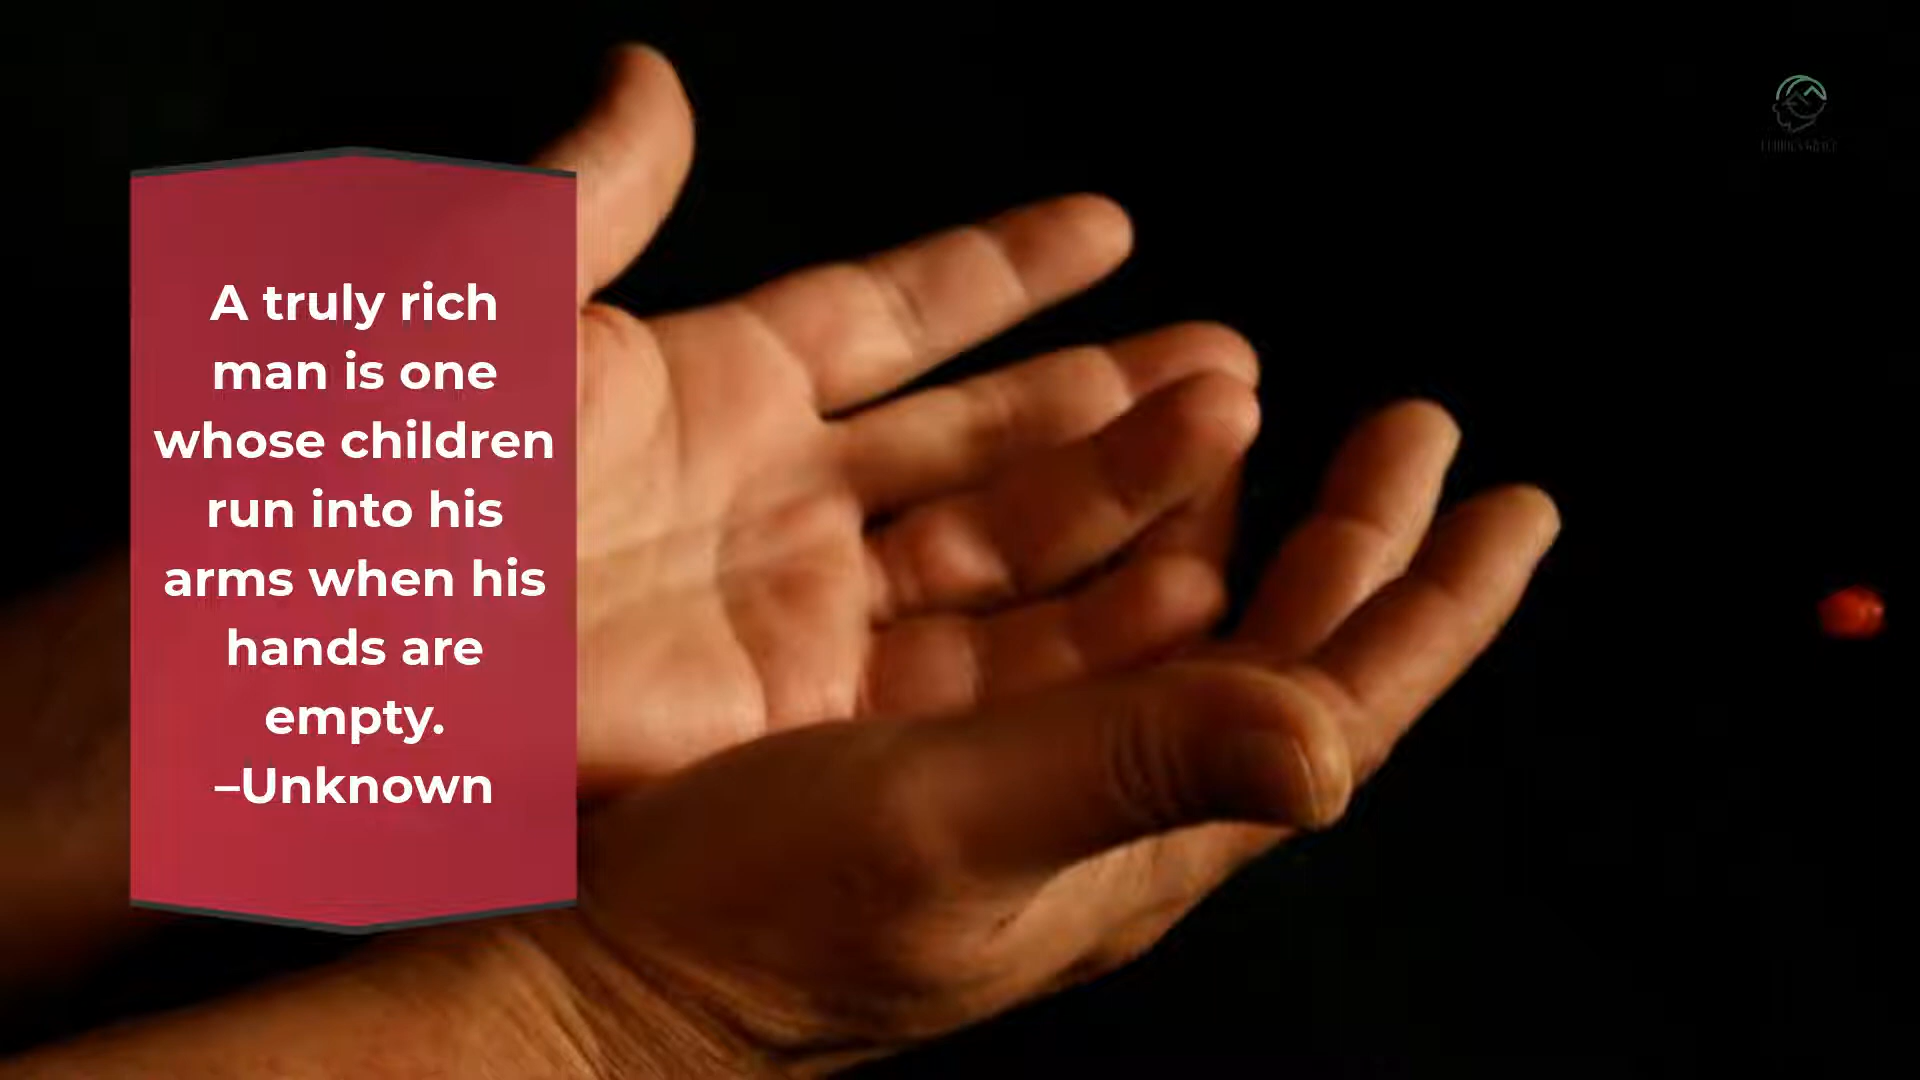 A truly rich
man is one
whose children
run into his
arms when his
hands are
empty.
–Unknown